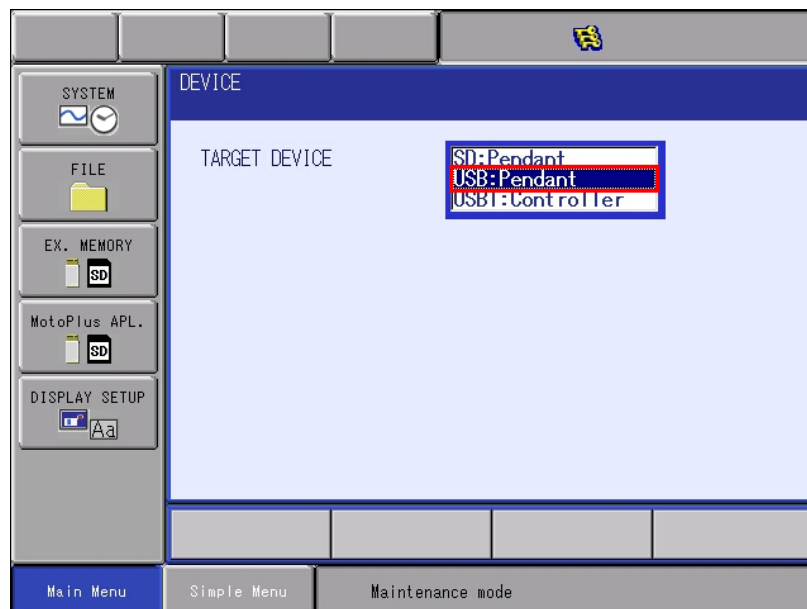 DEVICE
SYSTEM
TARGET DEVICE
SD:Pendant
USB:Pendant
USB1:Controller
FILE
EX. MEMORY
SD
MotoPlus APL.
SD
DISPLAY SETUP
Aa
Main Menu
Simple Menu
Maintenance mode